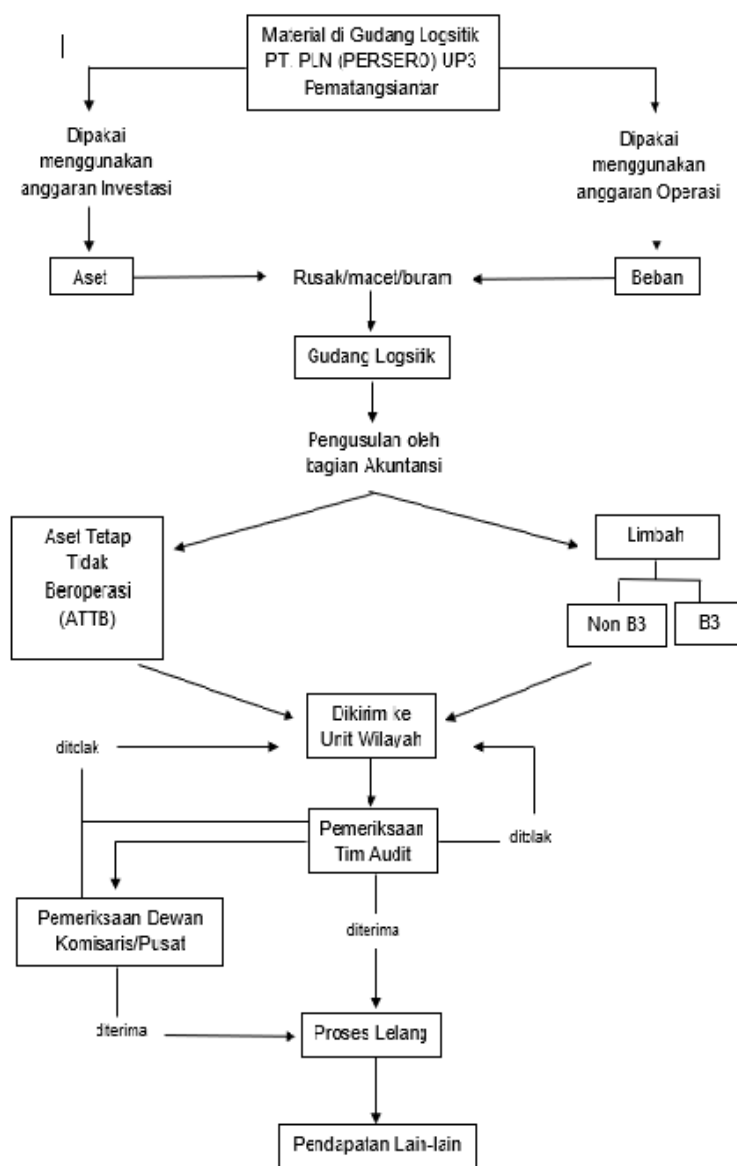 Material di Gudang Logsitik
PT. PLN (PERSERO) UP3
Pematangsiantar
Dipakai
menggunakan
anggaran Investasi
Dipakai
menggunakan
anggaran Operasi
Aset
Rusak/macet/buram
Beban
Gudang Logsitik
Pengusulan oleh
bagian Akuntansi
Aset Tetap
Tidak
Beroperasi
(ATTB)
Limbah
Non B3
B3
Dikirim ke
Unit Wilayah
ditolak
Pemeriksaan
Tim Audit
ditolak
Pemeriksaan Dewan
Komisaris/Pusat
diterima
diterima
Proses Lelang
Pendapatan Lain-lain